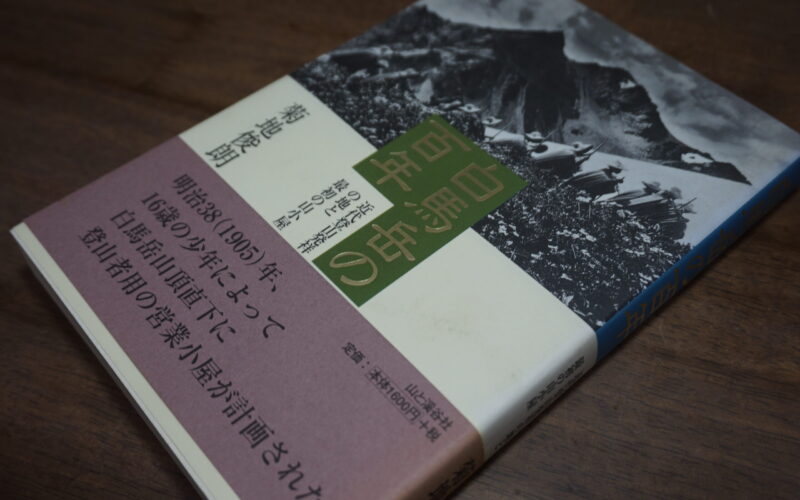 白馬岳の
百年
近代登山発祥
の地と
最初の山小屋
菊地俊朗
明治38(1905)年、
16歳の少年によって
白馬岳山頂直下に
登山者用の営業小屋が計画された
山と溪谷社
定価:本体1600円+税